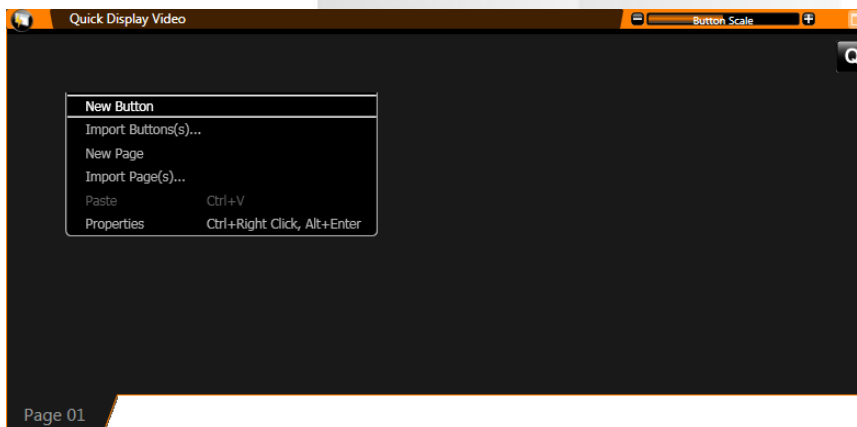 Quick Display Video
Button Scale
Q
New Button
Import Buttons(s)...
New Page
Import Page(s)...
Paste Ctrl+V
Properties Ctrl+Right Click, Alt+Enter
Page 01